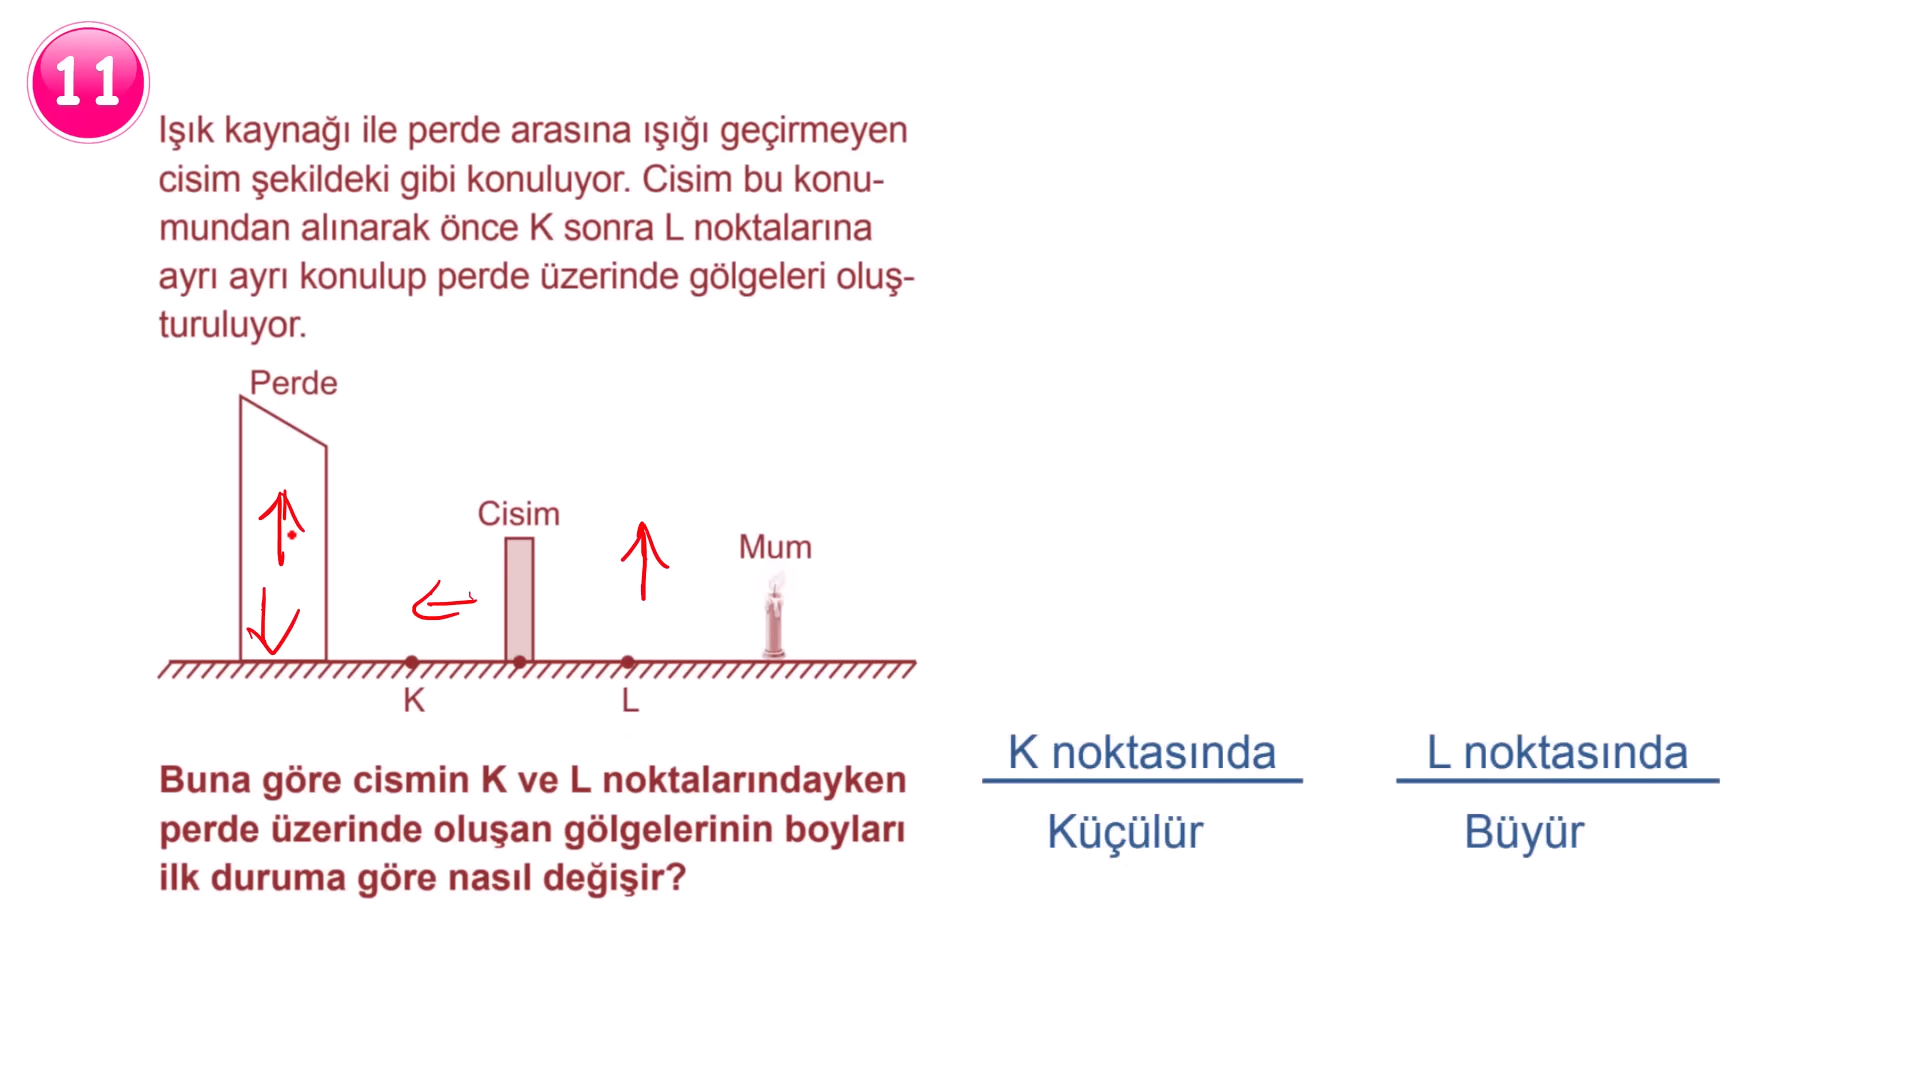 11
Işık kaynağı ile perde arasına ışığı geçirmeyen
cisim şekildeki gibi konuluyor. Cisim bu konu-
mundan alınarak önce K sonra L noktalarına
ayrı ayrı konulup perde üzerinde gölgeleri oluş-
turuluyor.
Perde
Cisim
Mum
K
L
Buna göre cismin K ve L noktalarındayken
perde üzerinde oluşan gölgelerinin boyları
ilk duruma göre nasıl değişir?
K noktasında
L noktasında
Küçülür
Büyür